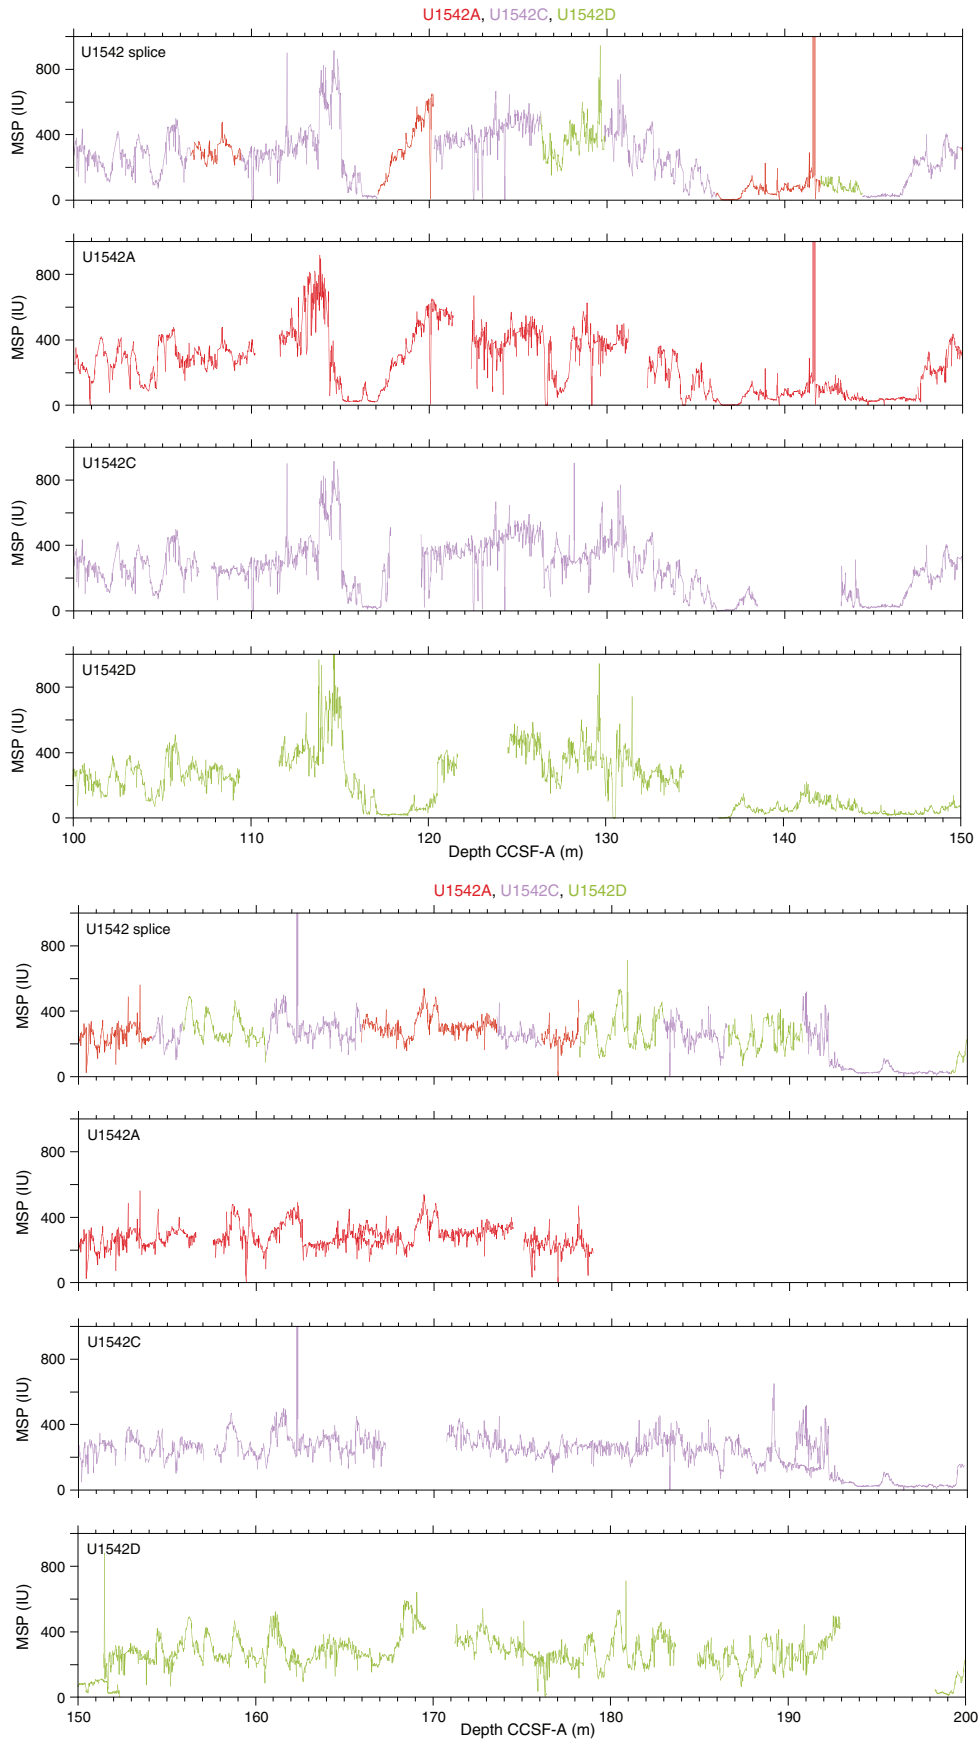 U1542A, U1542C, U1542D
U1542 splice
800
400
0
MSP (IU)
U1542A
800
400
0
MSP (IU)
U1542C
800
400
0
MSP (IU)
U1542D
800
400
0
MSP (IU)
100 110 120 130 140 150
Depth CCSF-A (m)
U1542A, U1542C, U1542D
U1542 splice
800
400
0
MSP (IU)
U1542A
800
400
0
MSP (IU)
U1542C
800
400
0
MSP (IU)
U1542D
800
400
0
MSP (IU)
150 160 170 180 190 200
Depth CCSF-A (m)